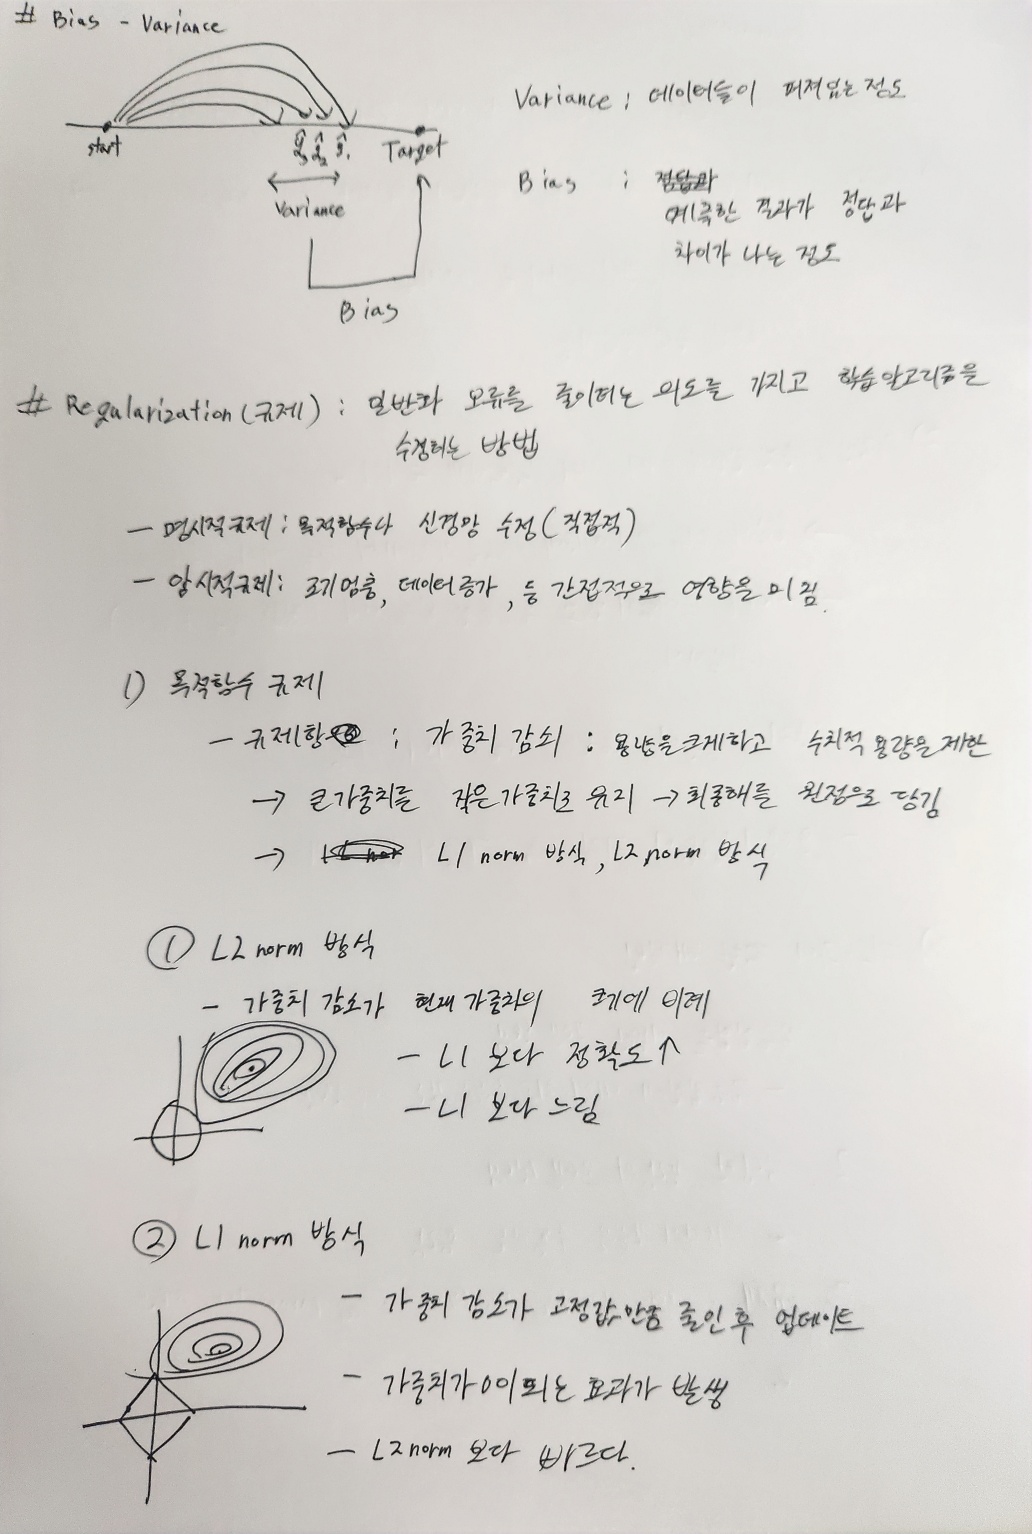 # Bias - Variance
Variance : 데이터들이 퍼져있는 정도
start
ŷ3 ŷ2 ŷ1
Target
Variance
Bias
Bias : 정답과
예측한 결과가 정답과
차이가 나는 정도
# Regularization(규제) : 일반화 오류를 줄이려는 의도를 가지고 학습알고리즘을
수정하는 방법
- 명시적규제 : 목적함수나 신경망 수정(직접적)
- 암시적규제 : 조기멈춤, 데이터증가, 등 간접적으로 영향을 미침.
1) 목적함수 규제
- 규제항 : 가중치 감쇠 : 용량을크게하고 수치적 용량을제한
→ 큰가중치를 작은가중치로 유지 → 최종해를 원점으로 당김
→ L1 norm 방식, L2 norm 방식
① L2 norm 방식
- 가중치 감소가 현재 가중치의 크기에 비례
- L1 보다 정확도↑
- L1 보다 느림
② L1 norm 방식
- 가중치 감소가 고정값만큼 줄인 후 업데이트
- 가중치가 0이 되는 효과가 발생
- L2 norm 보다 빠르다.